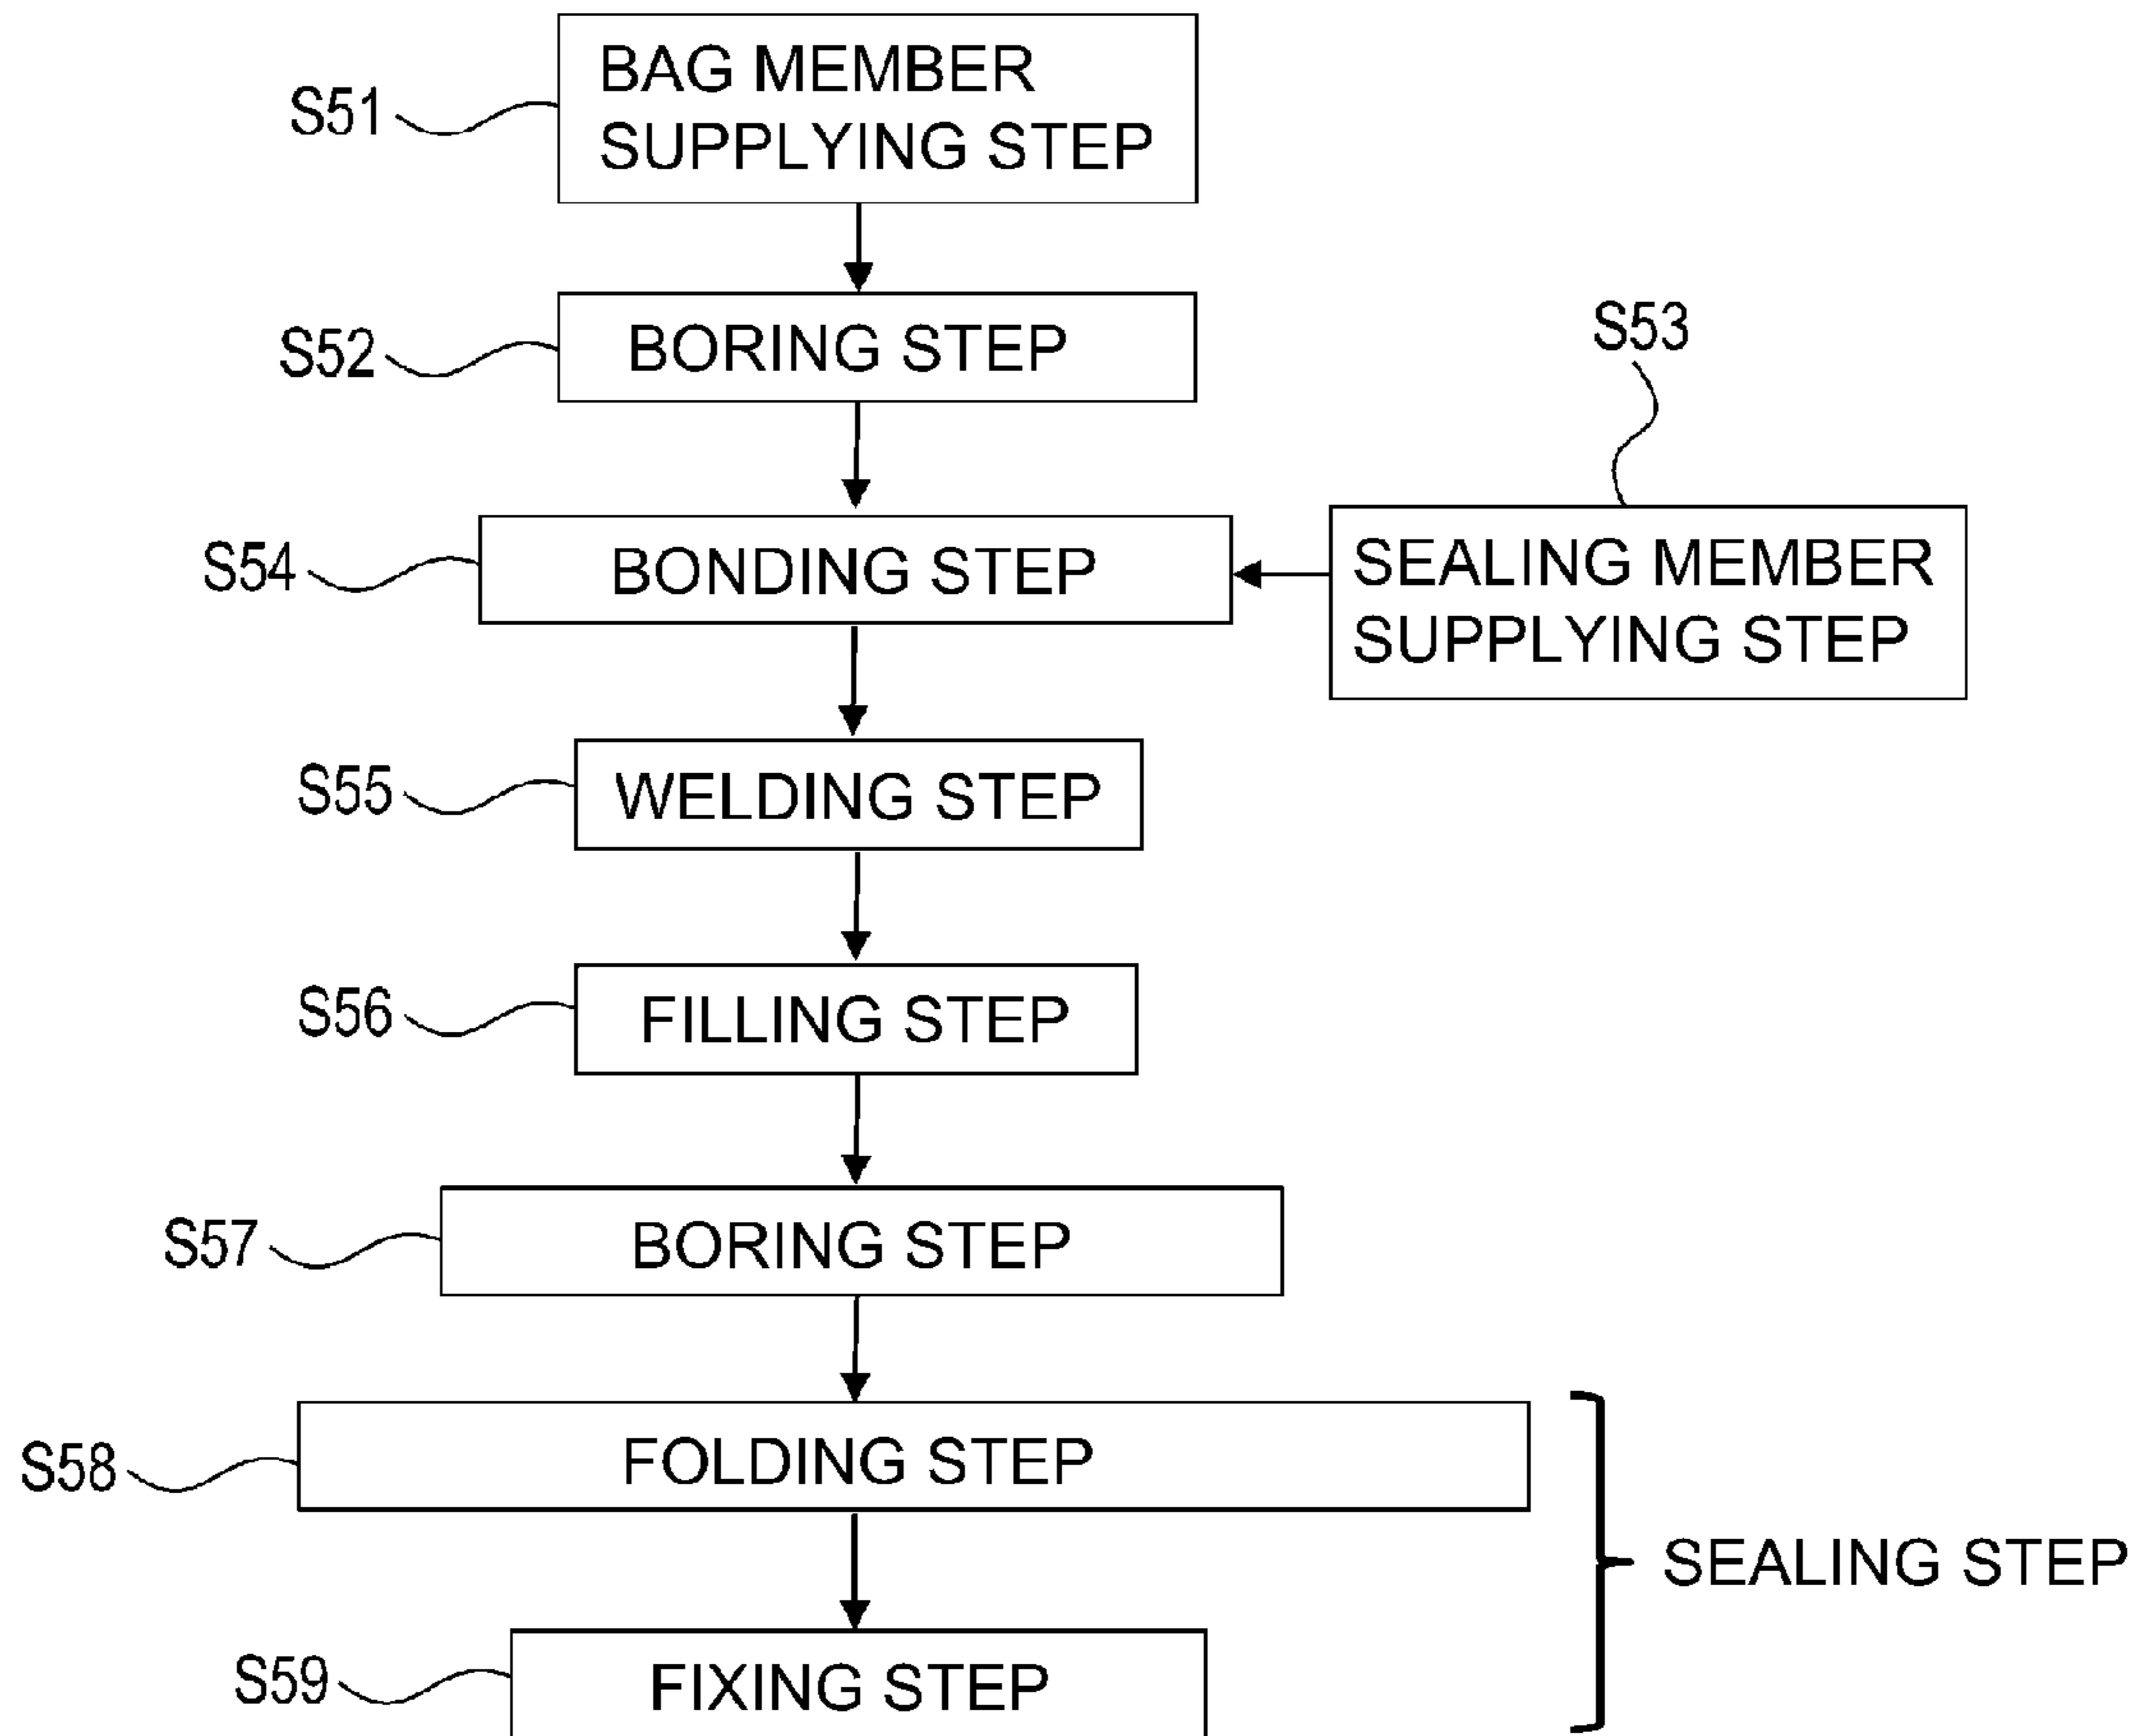 S51
BAG MEMBER
SUPPLYING STEP
S52
BORING STEP
S53
S54
BONDING STEP
SEALING MEMBER
SUPPLYING STEP
S55
WELDING STEP
S56
FILLING STEP
S57
BORING STEP
S58
FOLDING STEP
SEALING STEP
S59
FIXING STEP